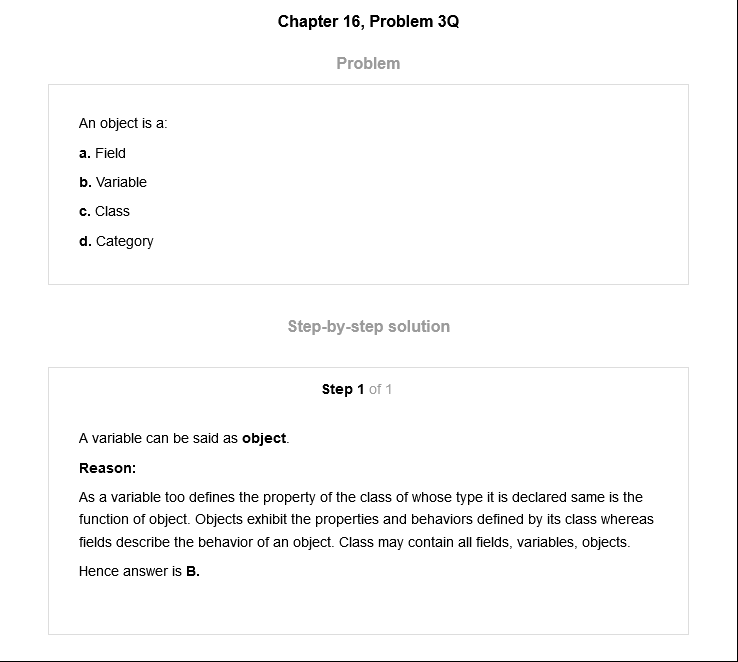 Chapter 16, Problem 3Q
Problem
An object is a:
a. Field
b. Variable
c. Class
d. Category
Step-by-step solution
Step 1 of 1
A variable can be said as object.
Reason:
As a variable too defines the property of the class of whose type it is declared same is the
function of object. Objects exhibit the properties and behaviors defined by its class whereas
fields describe the behavior of an object. Class may contain all fields, variables, objects.
Hence answer is B.